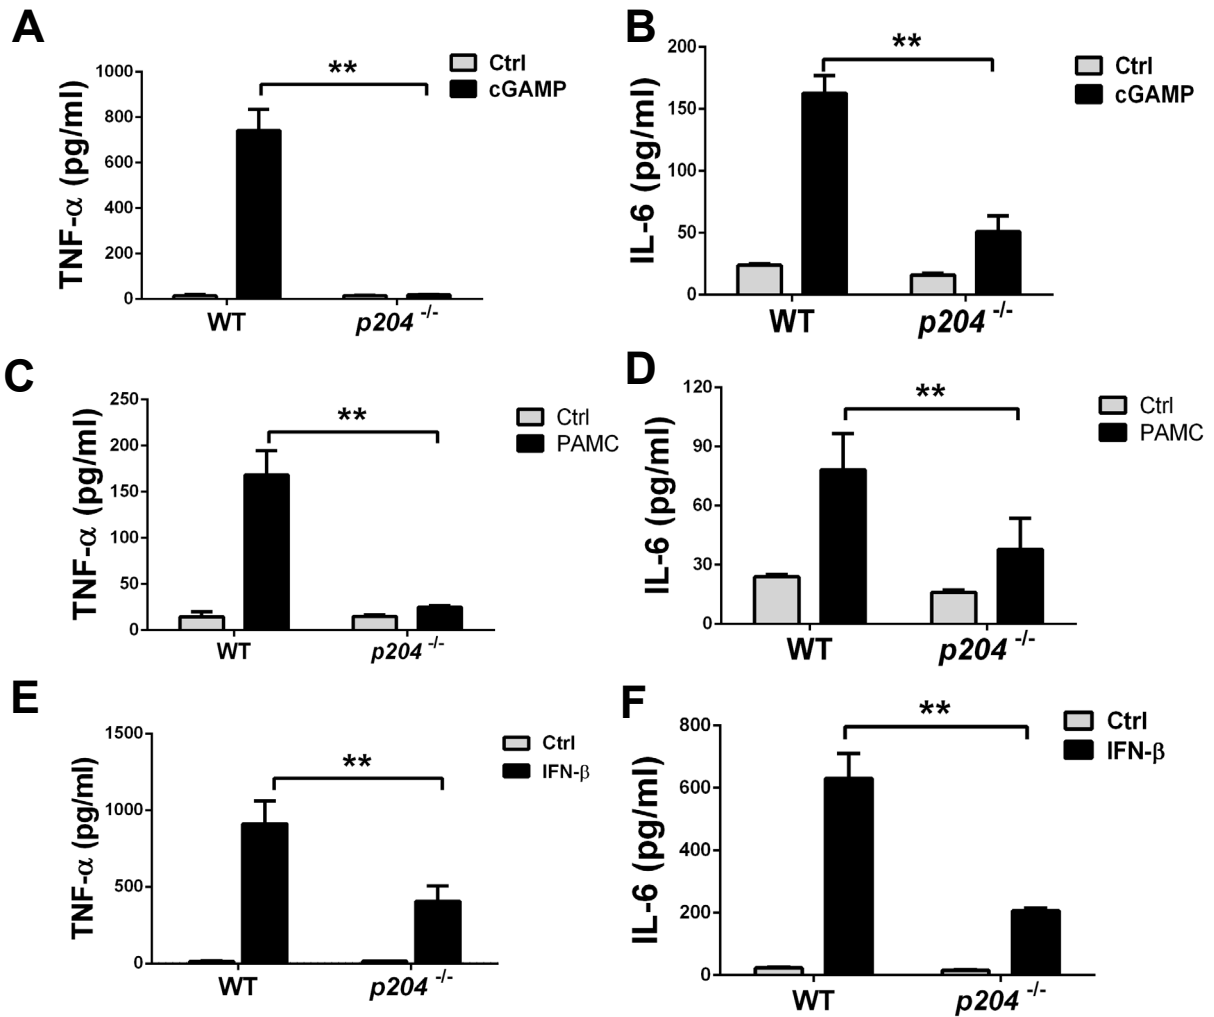 A
TNF-α (pg/ml)
1000
800
600
400
200
0
**
Ctrl
cGAMP
WT
p204 -/-
B
IL-6 (pg/ml)
200
150
100
50
0
**
Ctrl
cGAMP
WT
p204 -/-
C
TNF-α (pg/ml)
250
200
150
100
50
0
**
Ctrl
PAMC
WT
p204 -/-
D
IL-6 (pg/ml)
120
90
60
30
0
**
Ctrl
PAMC
WT
p204 -/-
E
TNF-α (pg/ml)
1500
1000
500
0
**
Ctrl
IFN-β
WT
p204 -/-
F
IL-6 (pg/ml)
800
600
400
200
0
**
Ctrl
IFN-β
WT
p204 -/-